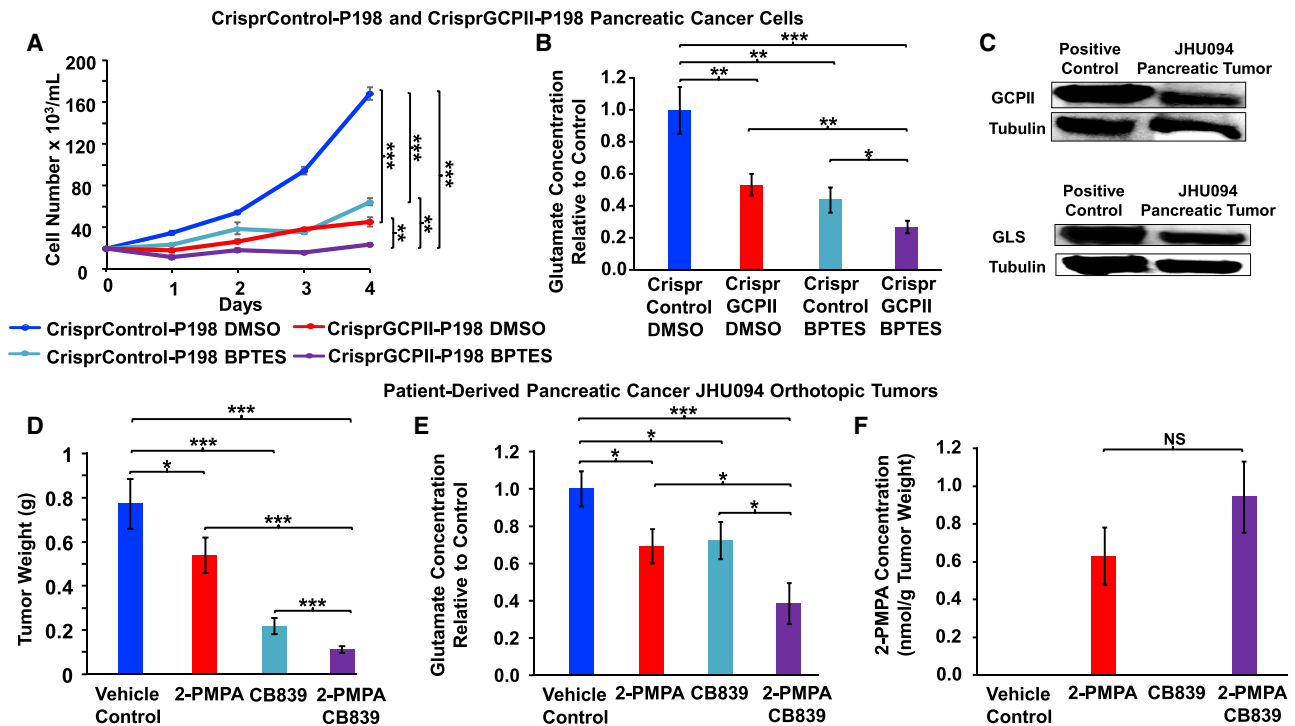 CrisprControl-P198 and CrisprGCPII-P198 Pancreatic Cancer Cells
A
Cell Number x 10³/mL
200
160
120
80
40
0
0 1 2 3 4
Days
***
***
***
**
**
CrisprControl-P198 DMSO
CrisprGCPII-P198 DMSO
CrisprControl-P198 BPTES
CrisprGCPII-P198 BPTES
B
Glutamate Concentration
Relative to Control
1.2
1.0
0.8
0.6
0.4
0.2
0.0
***
**
**
**
*
Crispr
Control
DMSO
Crispr
GCPII
DMSO
Crispr
Control
BPTES
Crispr
GCPII
BPTES
C
Positive
Control
JHU094
Pancreatic Tumor
GCPII
Tubulin
Positive
Control
JHU094
Pancreatic Tumor
GLS
Tubulin
Patient-Derived Pancreatic Cancer JHU094 Orthotopic Tumors
D
Tumor Weight (g)
1
0.8
0.6
0.4
0.2
0
***
***
*
***
***
Vehicle
Control
2-PMPA
CB839
2-PMPA
CB839
E
Glutamate Concentration
Relative to Control
1.2
1.0
0.8
0.6
0.4
0.2
0.0
***
*
*
*
*
Vehicle
Control
2-PMPA
CB839
2-PMPA
CB839
F
2-PMPA Concentration
(nmol/g Tumor Weight)
1.2
1.0
0.8
0.6
0.4
0.2
0.0
NS
Vehicle
Control
2-PMPA
CB839
2-PMPA
CB839